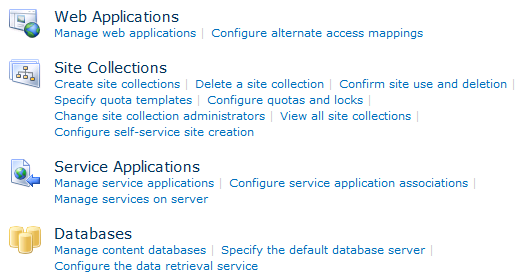 Web Applications
Manage web applications | Configure alternate access mappings
Site Collections
Create site collections | Delete a site collection | Confirm site use and deletion |
Specify quota templates | Configure quotas and locks |
Change site collection administrators | View all site collections |
Configure self-service site creation
Service Applications
Manage service applications | Configure service application associations |
Manage services on server
Databases
Manage content databases | Specify the default database server |
Configure the data retrieval service